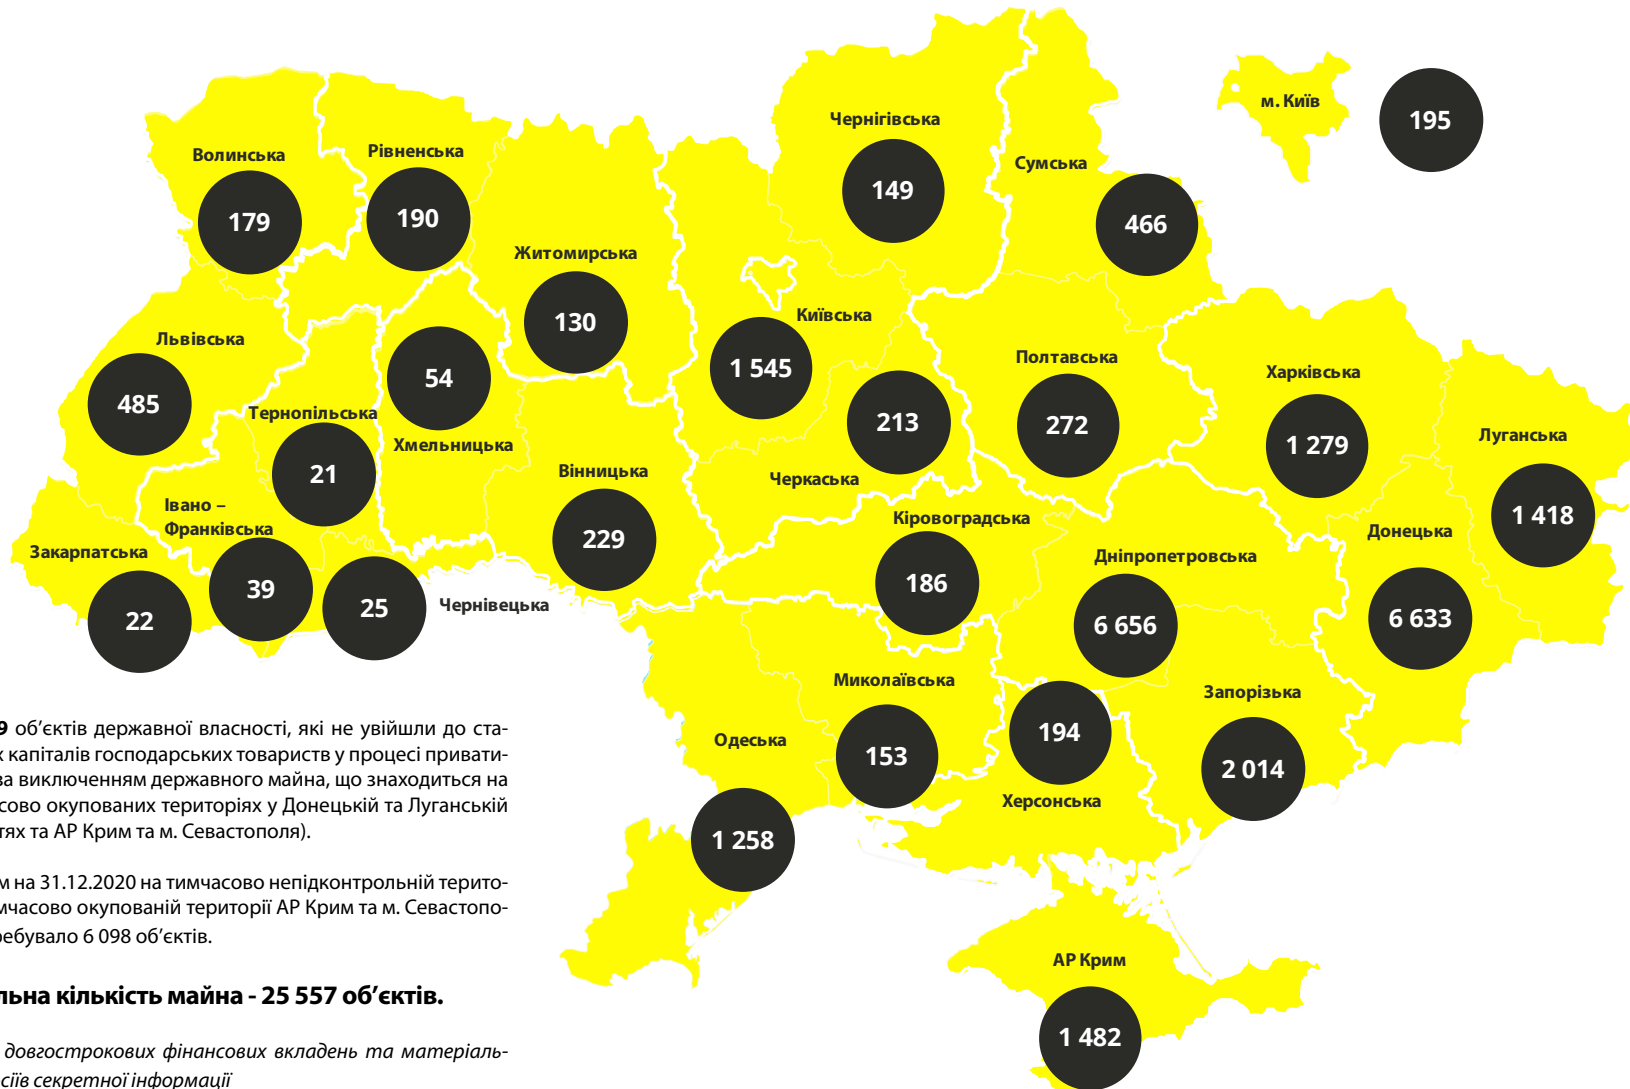 м. Київ
195
Чернігівська
149
Сумська
466
Волинська
179
Рівненська
190
Житомирська
130
Київська
1 545
Львівська
485
Хмельницька
54
Тернопільська
21
Черкаська
213
Полтавська
272
Харківська
1 279
Луганська
1 418
Вінницька
229
Івано –
Франківська
39
Закарпатська
22
Чернівецька
25
Кіровоградська
186
Дніпропетровська
6 656
Донецька
6 633
Миколаївська
153
Запорізька
2 014
Одеська
1 258
Херсонська
194
АР Крим
1 482
9 об’єктів державної власності, які не увійшли до ста-
х капіталів господарських товариств у процесі привати-
ва виключенням державного майна, що знаходиться на
сово окупованих територіях у Донецькій та Луганській
тях та АР Крим та м. Севастополя).
м на 31.12.2020 на тимчасово непідконтрольній терито-
мчасово окупованій території АР Крим та м. Севастопо-
ребувало 6 098 об’єктів.
льна кількість майна - 25 557 об’єктів.
довгострокових фінансових вкладень та матеріаль-
сіїв секретної інформації